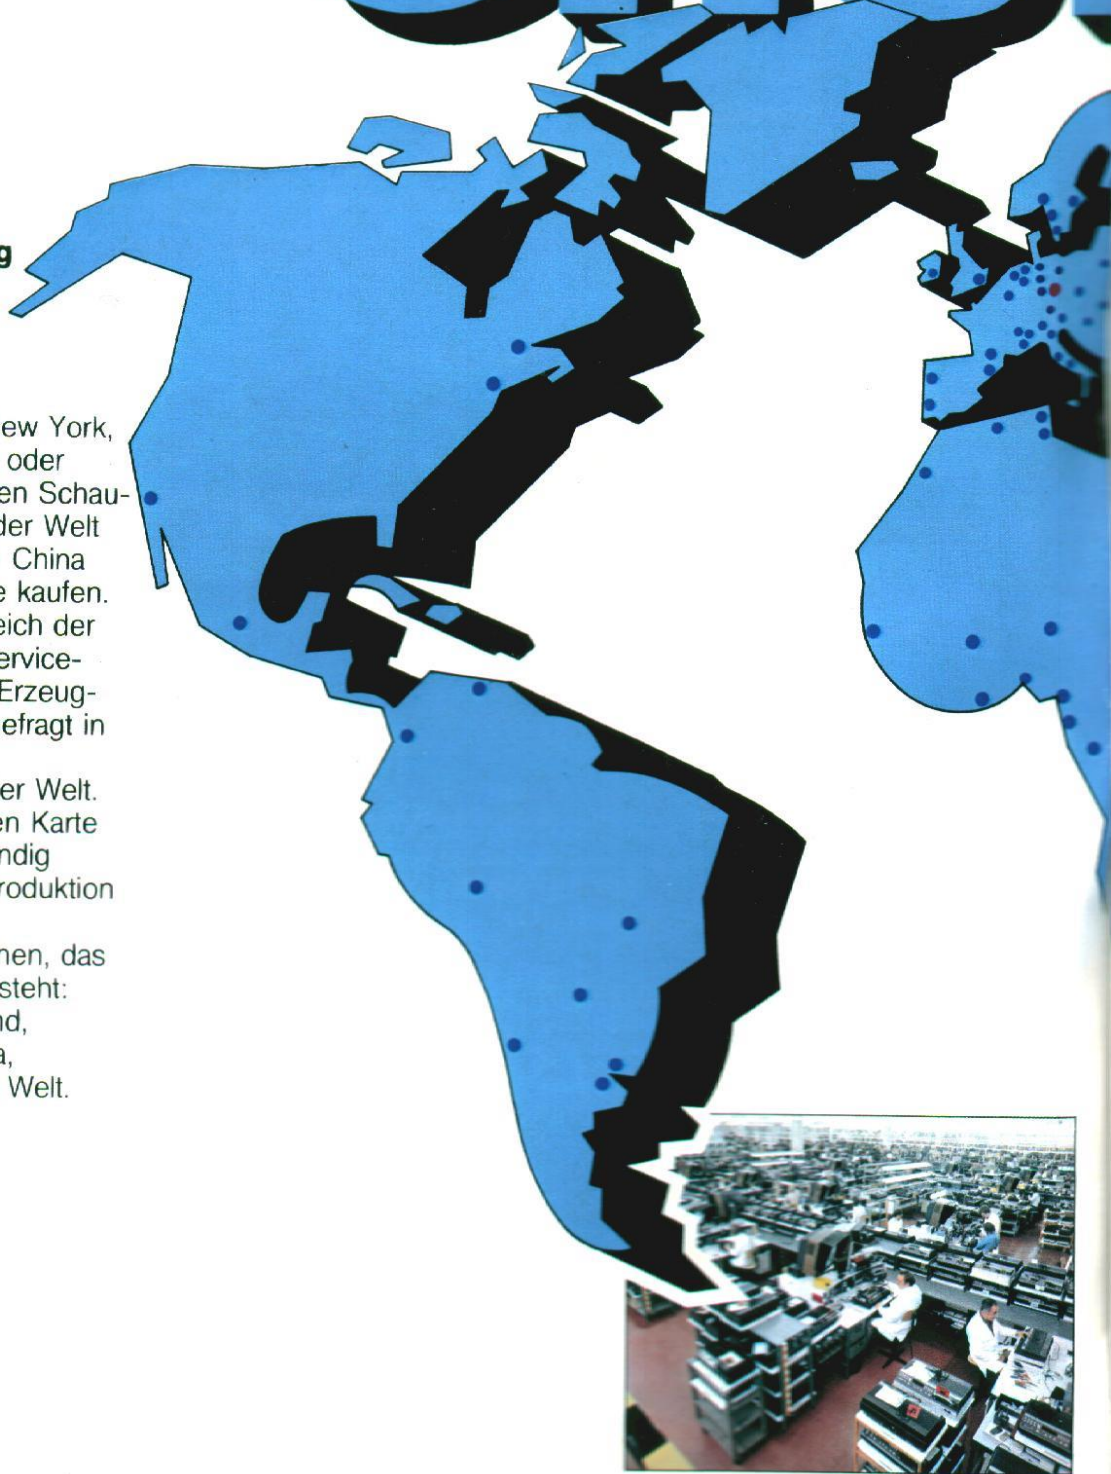 g
ew York,
oder
en Schau-
der Welt
China
e kaufen.
eich der
ervice-
Erzeug-
efragt in
er Welt.
en Karte
ndig
roduktion
nen, das
steht:
nd,
a,
Welt.